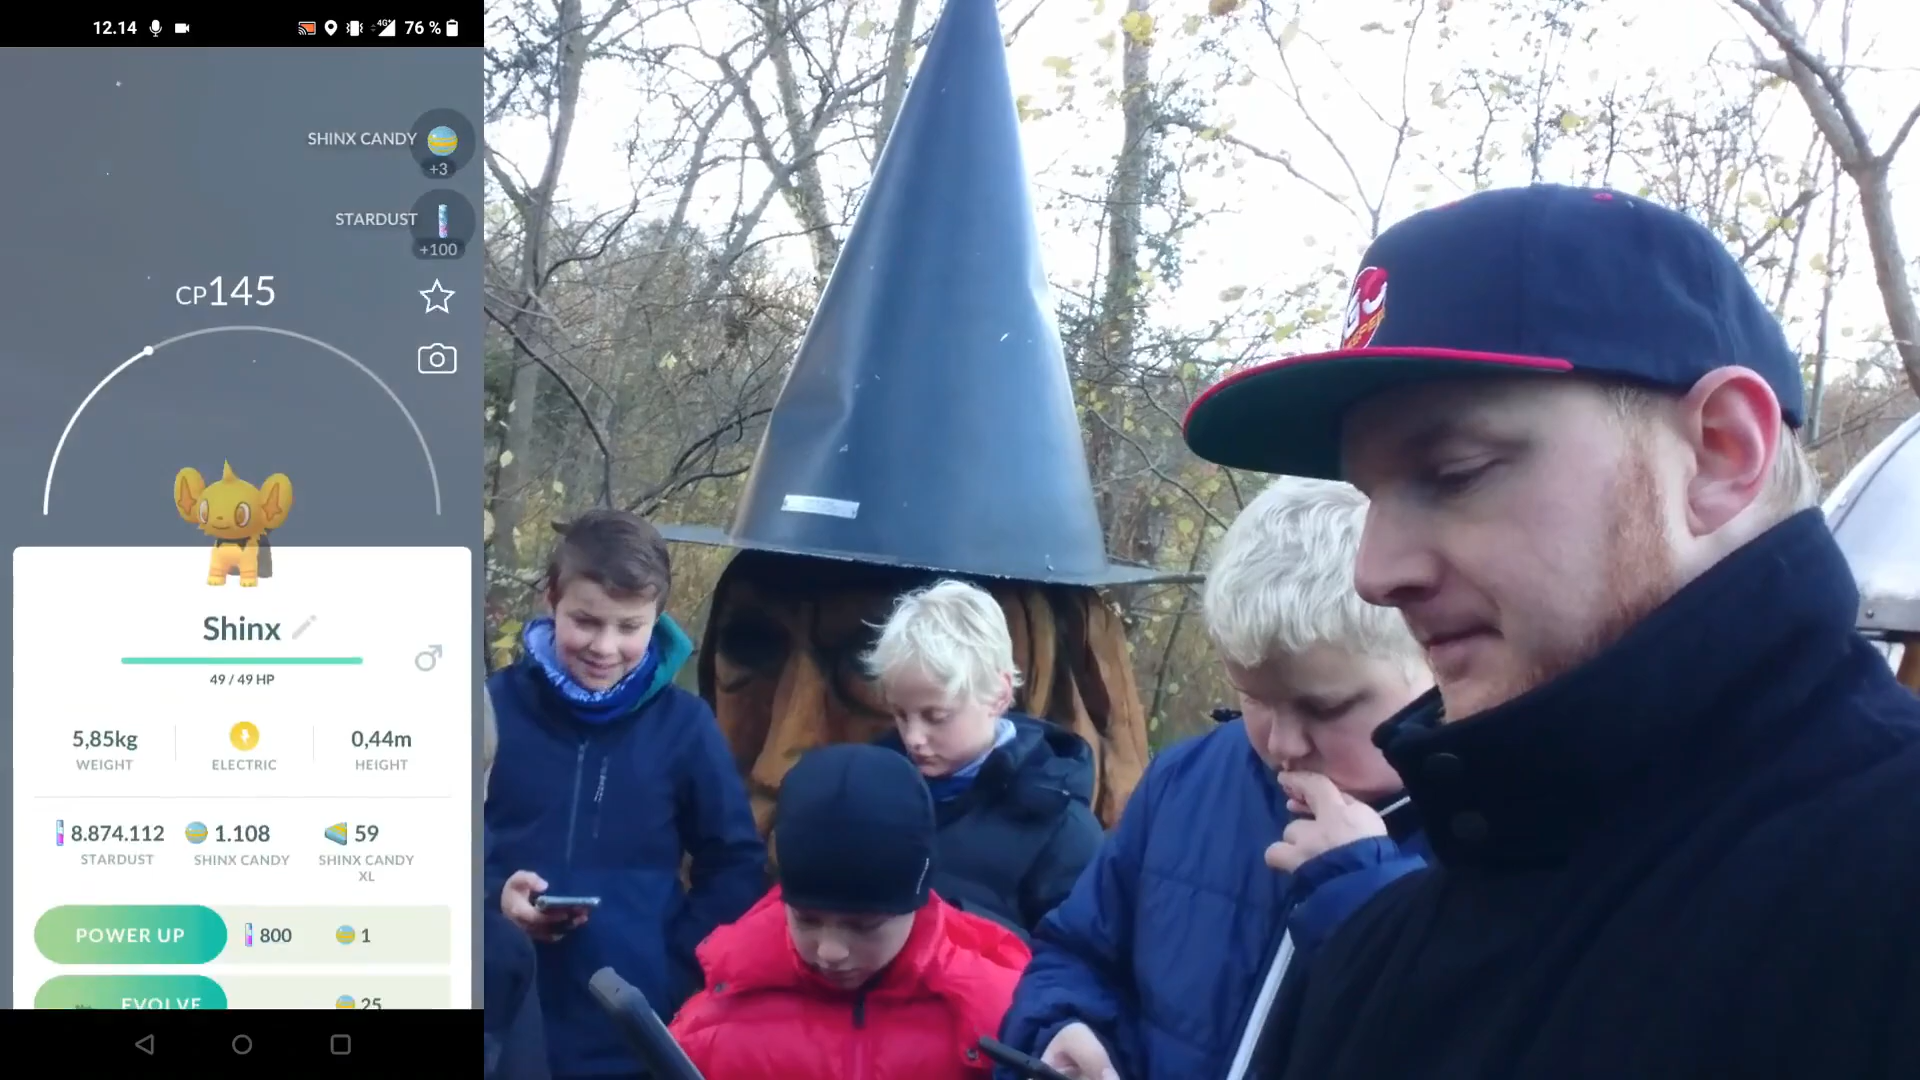 12.14
4G+
76 %
SHINX CANDY
+3
STARDUST
+100
CP145
Shinx
49 / 49 HP
5,85kg
WEIGHT
ELECTRIC
0,44m
HEIGHT
8.874.112
STARDUST
1.108
SHINX CANDY
59
SHINX CANDY
XL
POWER UP
800
1
EVOLVE
25